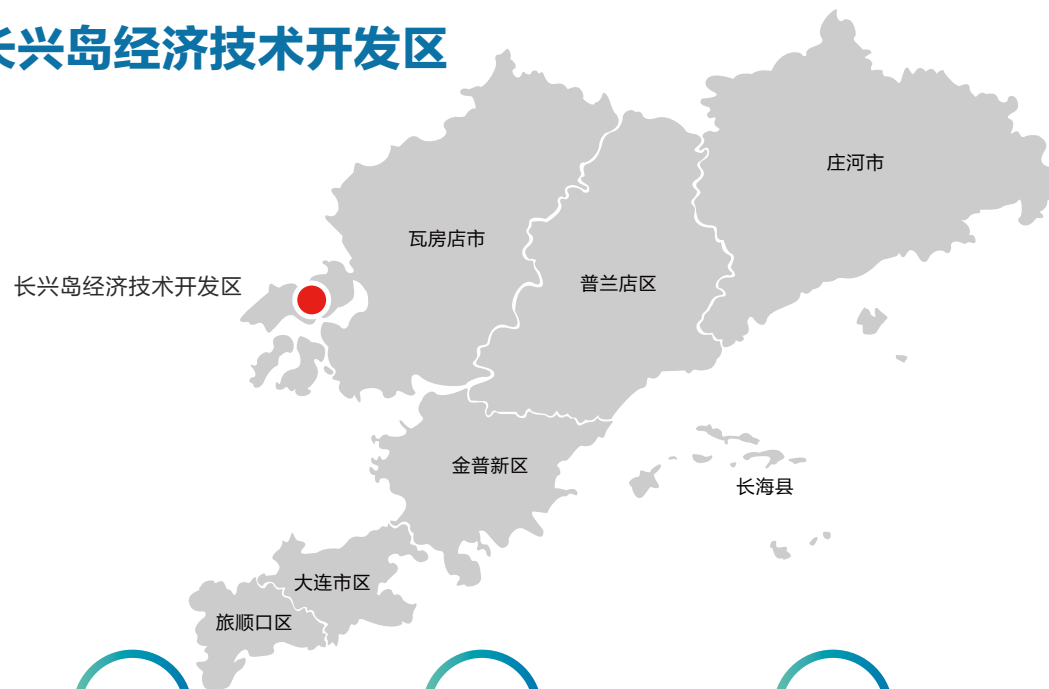 长兴岛经济技术开发区
庄河市
瓦房店市
普兰店区
长兴岛经济技术开发区
金普新区
长海县
大连市区
旅顺口区